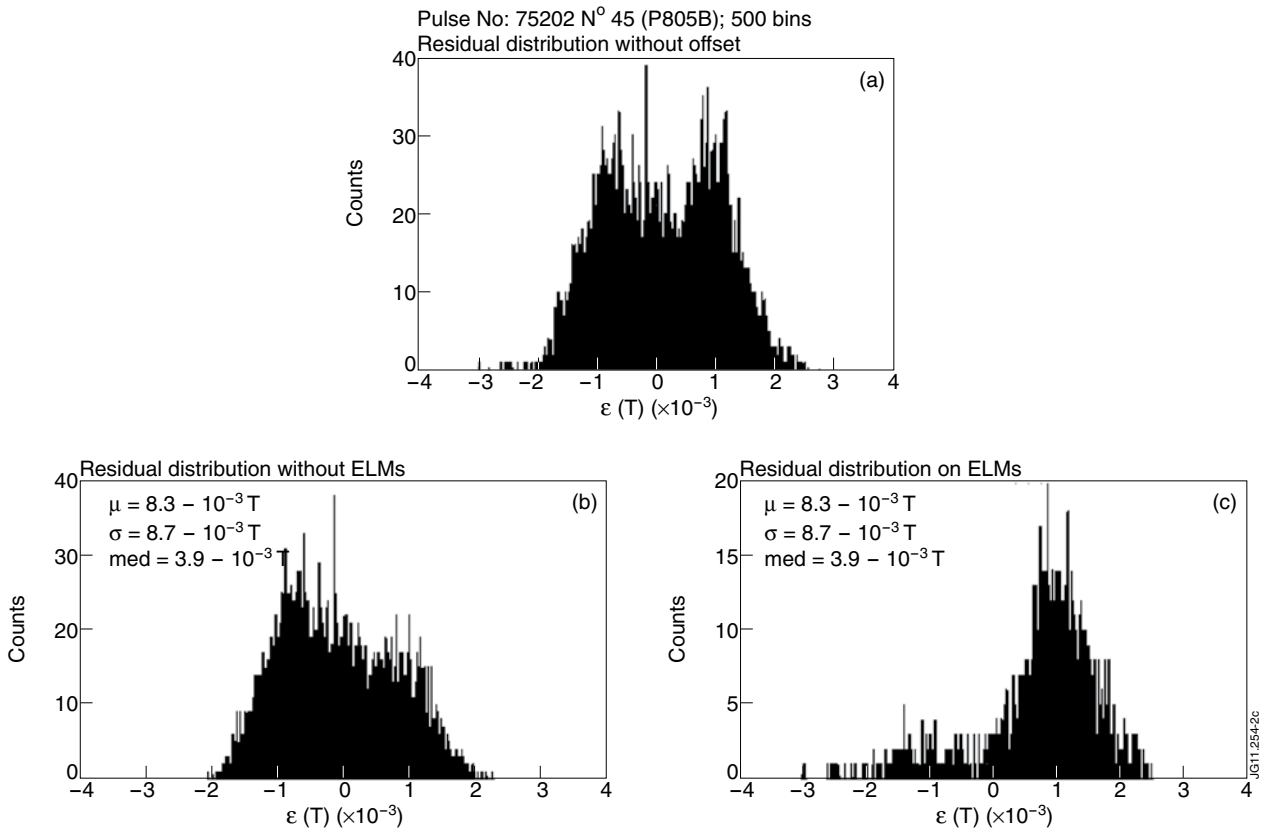 Pulse No: 75202 Nº 45 (P805B); 500 bins
Residual distribution without offset
(a)
40
30
20
10
0
Counts
−4 −3 −2 −1 0 1 2 3 4
ε (T) (×10⁻³)
Residual distribution without ELMs
(b)
μ = 8.3 − 10⁻³ T
σ = 8.7 − 10⁻³ T
med = 3.9 − 10⁻³ T
40
30
20
10
0
Counts
−4 −3 −2 −1 0 1 2 3 4
ε (T) (×10⁻³)
Residual distribution on ELMs
(c)
μ = 8.3 − 10⁻³ T
σ = 8.7 − 10⁻³ T
med = 3.9 − 10⁻³ T
20
15
10
5
0
Counts
−4 −3 −2 −1 0 1 2 3 4
ε (T) (×10⁻³)
JG11.254-2c